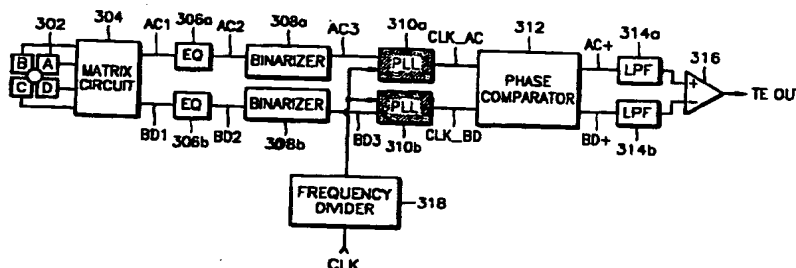 302 304 AC1 306a AC2 308a AC3 310a CLK_AC 312 AC+ 314a 316
B A
C D
MATRIX CIRCUIT
EQ
BINARIZER
PLL
PHASE COMPARATOR
LPF
+
−
TE OUT
EQ
BINARIZER
PLL
LPF
BD1 306b BD2 308b BD3 310b CLK_BD BD+ 314b
FREQUENCY DIVIDER
318
CLK